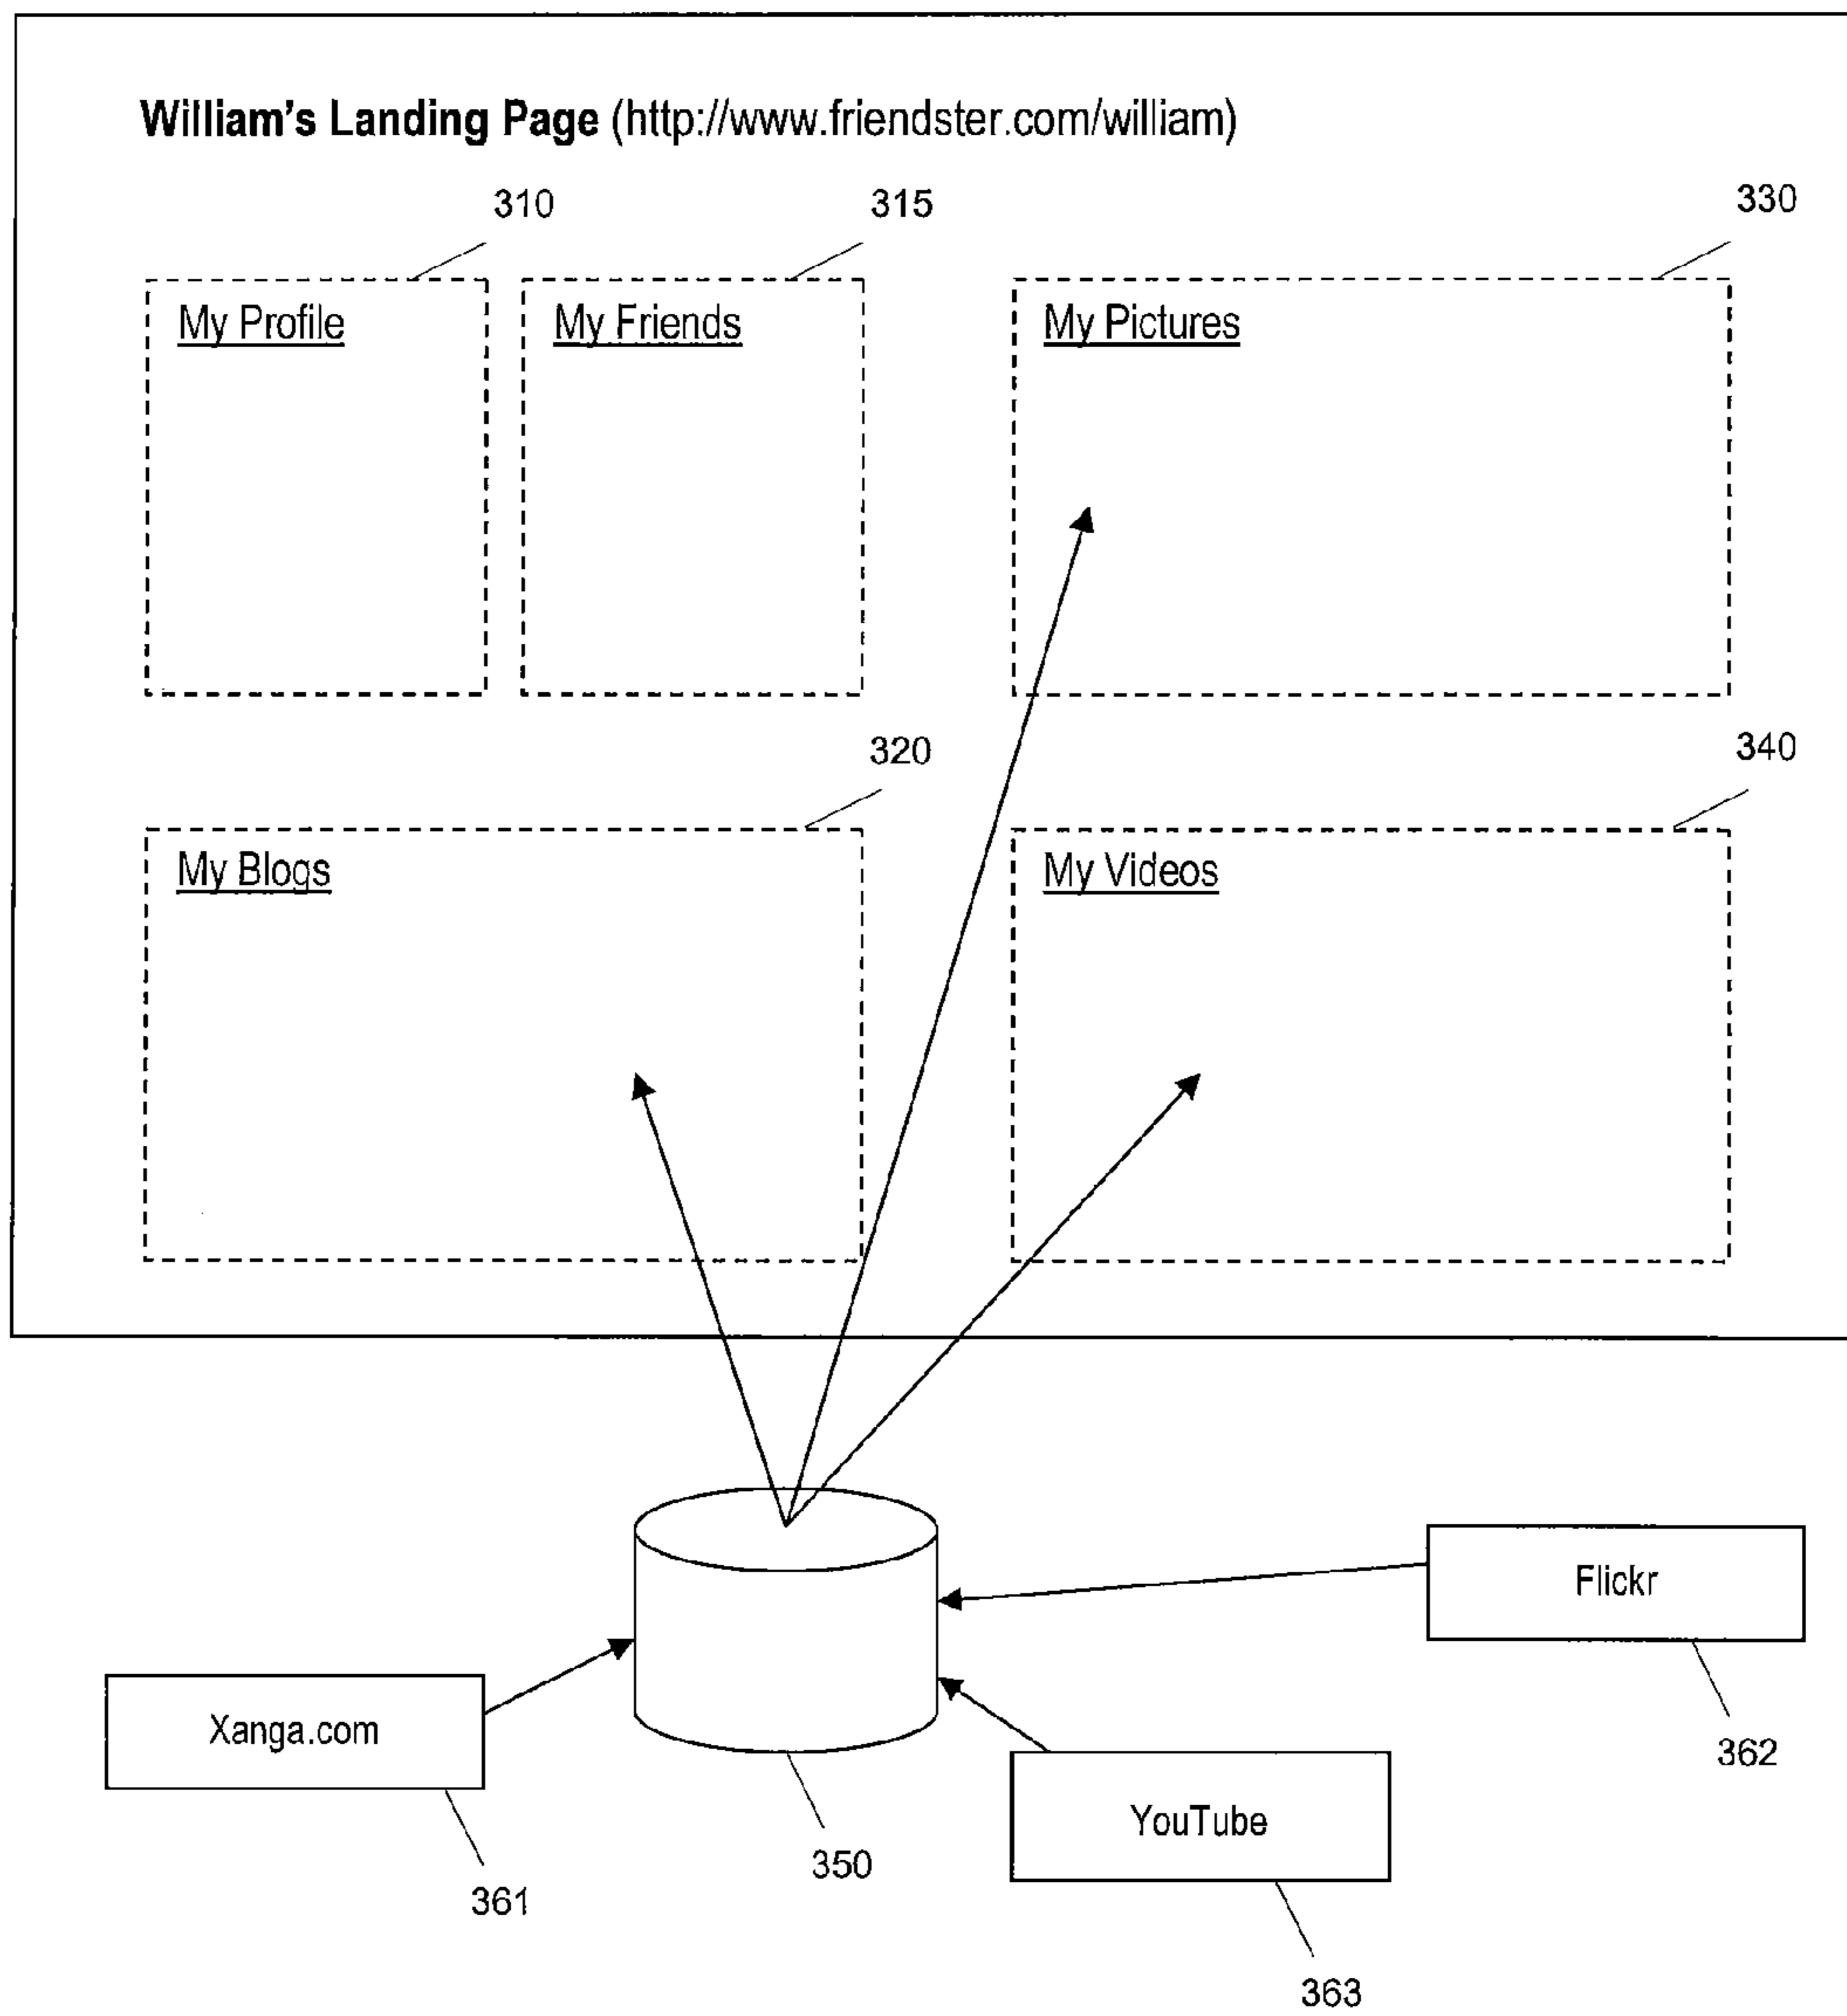 William's Landing Page (http://www.friendster.com/william)
310
315
330
My Profile
My Friends
My Pictures
320
340
My Blogs
My Videos
Flickr
Xanga.com
362
YouTube
350
361
363